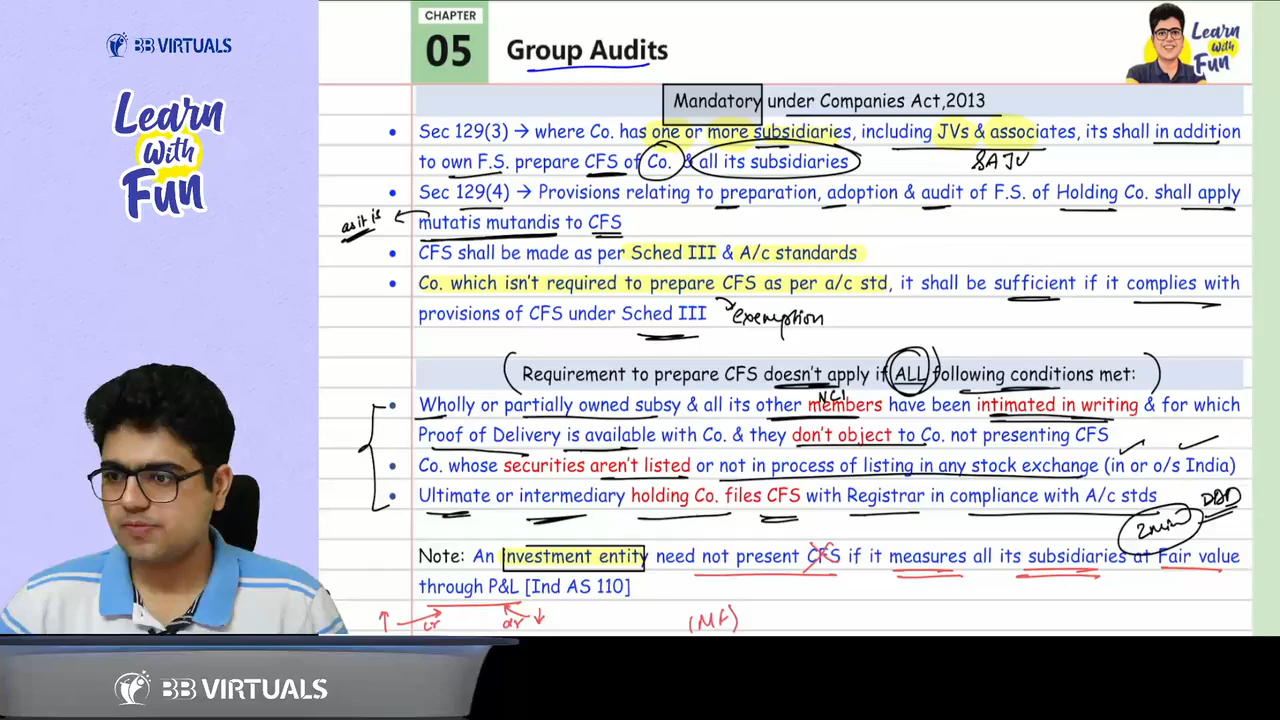 BB VIRTUALS
Learn
With
Fun
CHAPTER
05
Group Audits
Learn
With
Fun
Mandatory under Companies Act,2013
• Sec 129(3) → where Co. has one or more subsidiaries, including JVs & associates, its shall in addition
to own F.S. prepare CFS of Co. & all its subsidiaries
SAJV
• Sec 129(4) → Provisions relating to preparation, adoption & audit of F.S. of Holding Co. shall apply
as it is
mutatis mutandis to CFS
• CFS shall be made as per Sched III & A/c standards
• Co. which isn't required to prepare CFS as per a/c std, it shall be sufficient if it complies with
provisions of CFS under Sched III
exemption
(Requirement to prepare CFS doesn't apply if ALL following conditions met:)
NCI
• Wholly or partially owned subsy & all its other members have been intimated in writing & for which
Proof of Delivery is available with Co. & they don't object to Co. not presenting CFS
• Co. whose securities aren't listed or not in process of listing in any stock exchange (in or o/s India)
• Ultimate or intermediary holding Co. files CFS with Registrar in compliance with A/c stds
2min
Note: An Investment entity need not present CFS if it measures all its subsidiaries at Fair value
through P&L [Ind AS 110]
↑ cr dr ↓ (MF)
BB VIRTUALS